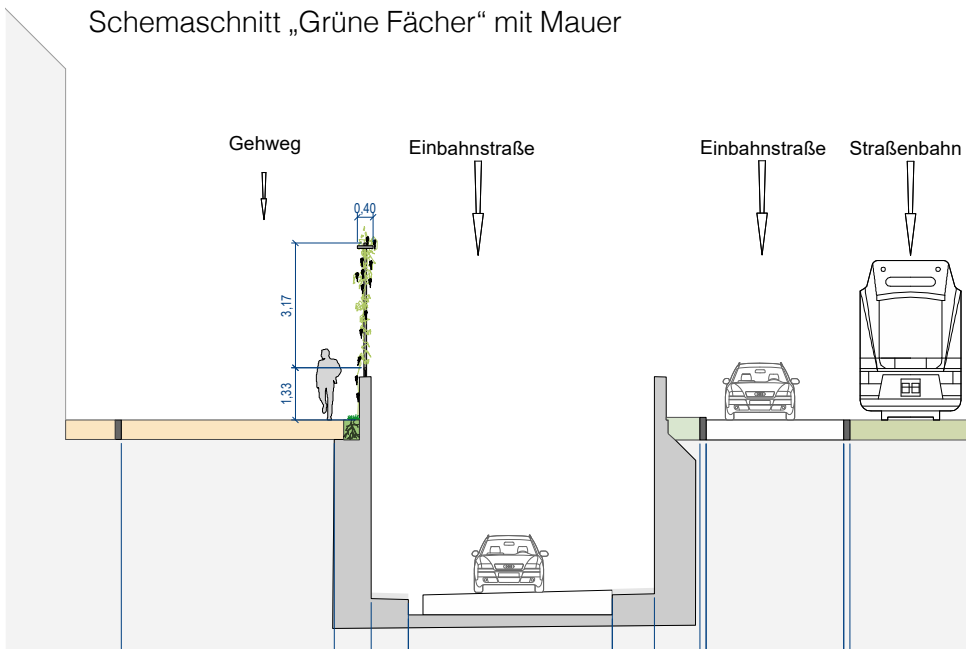 Schemaschnitt „Grüne Fächer“ mit Mauer
Gehweg
Einbahnstraße
Einbahnstraße
Straßenbahn
0,40
3,17
1,33